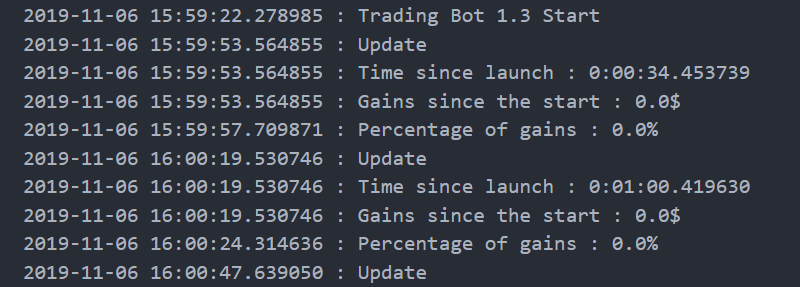 2019-11-06 15:59:22.278985 : Trading Bot 1.3 Start
2019-11-06 15:59:53.564855 : Update
2019-11-06 15:59:53.564855 : Time since launch : 0:00:34.453739
2019-11-06 15:59:53.564855 : Gains since the start : 0.0$
2019-11-06 15:59:57.709871 : Percentage of gains : 0.0%
2019-11-06 16:00:19.530746 : Update
2019-11-06 16:00:19.530746 : Time since launch : 0:01:00.419630
2019-11-06 16:00:19.530746 : Gains since the start : 0.0$
2019-11-06 16:00:24.314636 : Percentage of gains : 0.0%
2019-11-06 16:00:47.639050 : Update